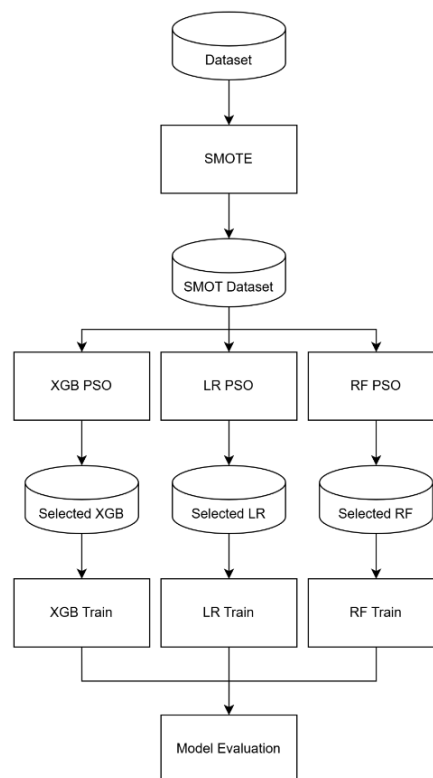 Dataset
SMOTE
SMOT Dataset
XGB PSO
LR PSO
RF PSO
Selected XGB
Selected LR
Selected RF
XGB Train
LR Train
RF Train
Model Evaluation